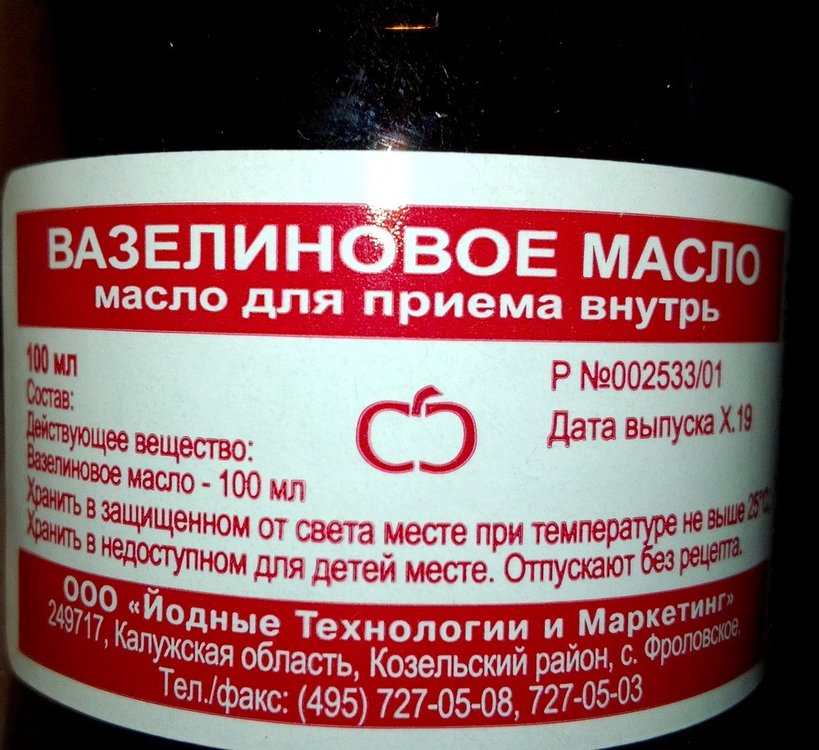 ВАЗЕЛИНОВОЕ МАСЛО
масло для приема внутрь
100 мл
Состав:
Действующее вещество:
Вазелиновое масло - 100 мл
Р №002533/01
Дата выпуска X.19
Хранить в защищенном от света месте при температуре не выше 25°C.
Хранить в недоступном для детей месте. Отпускают без рецепта.
ООО «Йодные Технологии и Маркетинг»
249717, Калужская область, Козельский район, с. Фроловское,
Тел./факс: (495) 727-05-08, 727-05-03